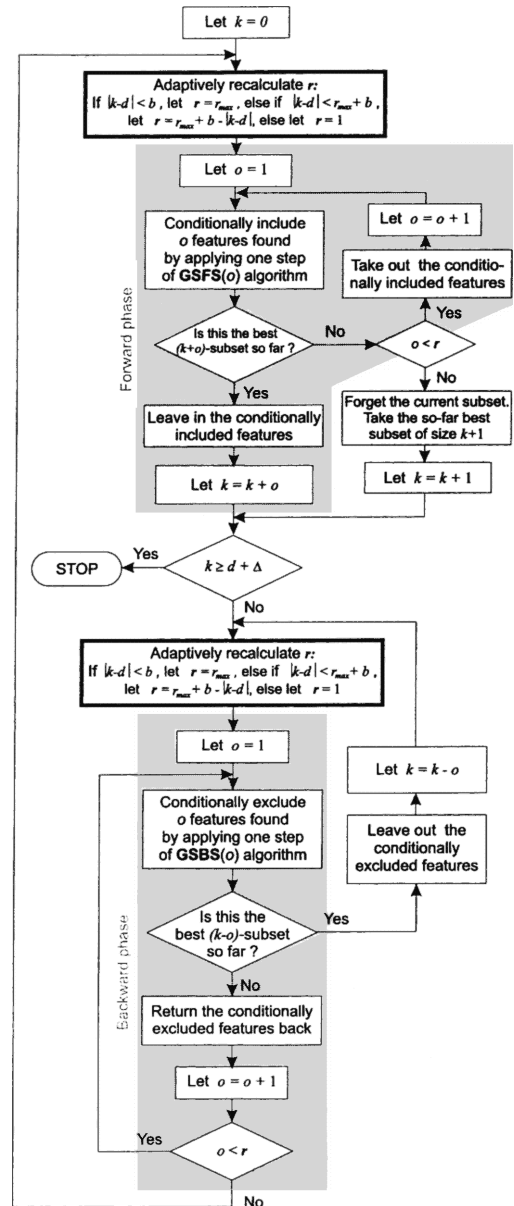 Let k = 0
Adaptively recalculate r:
If |k-d| < b , let r = rmax , else if |k-d| < rmax + b ,
let r = rmax + b - |k-d|, else let r = 1
Let o = 1
Conditionally include
o features found
by applying one step
of GSFS(o) algorithm
Let o = o + 1
Take out the conditio-
nally included features
Yes
Is this the best
(k+o)-subset so far ?
No
o < r
No
Yes
Forget the current subset.
Take the so-far best
subset of size k+1
Leave in the conditionally
included features
Let k = k + 1
Let k = k + o
Forward phase
k ≥ d + Δ
Yes
STOP
No
Adaptively recalculate r:
If |k-d| < b , let r = rmax , else if |k-d| < rmax + b ,
let r = rmax + b - |k-d|, else let r = 1
Let o = 1
Let k = k - o
Conditionally exclude
o features found
by applying one step
of GSBS(o) algorithm
Leave out the
conditionally
excluded features
Is this the
best (k-o)-subset
so far ?
Yes
No
Return the conditionally
excluded features back
Let o = o + 1
Backward phase
Yes
o < r
No